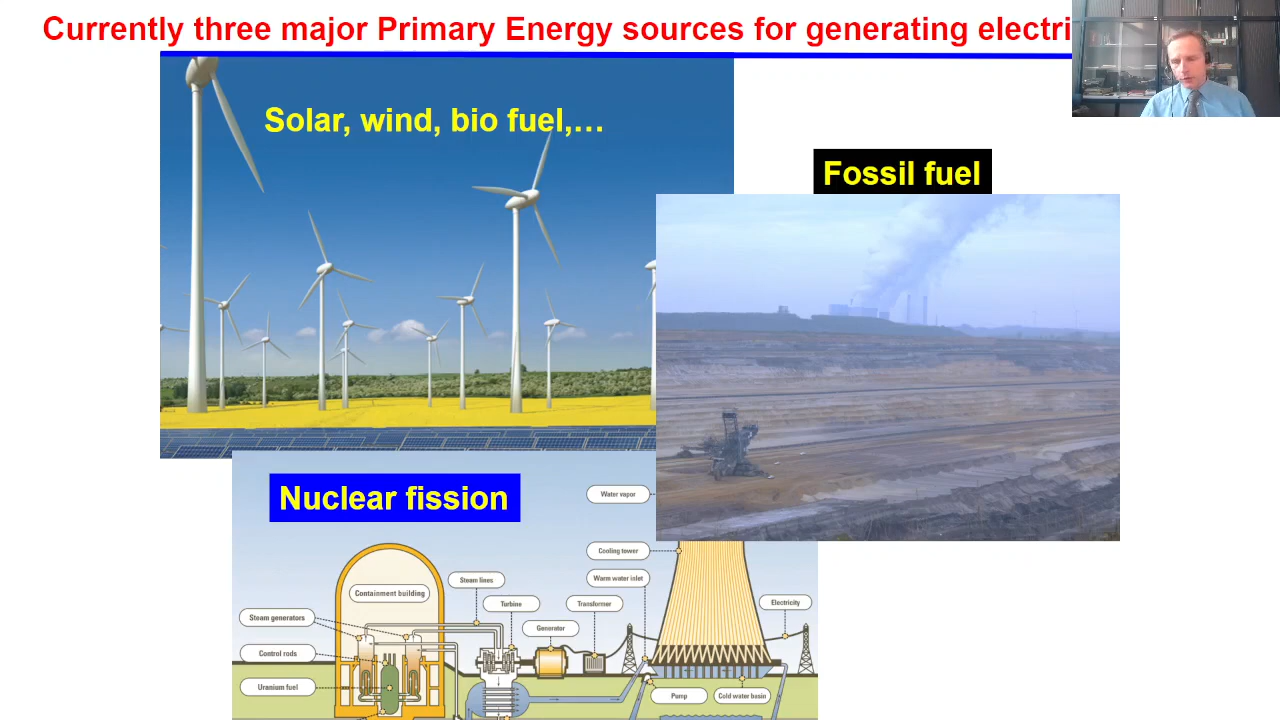 Currently three major Primary Energy sources for generating electri
Solar, wind, bio fuel,...
Fossil fuel
Nuclear fission
Water vapor
Cooling tower
Warm water inlet
Containment building
Steam lines
Turbine
Transformer
Electricity
Steam generators
Generator
Control rods
Uranium fuel
Pump
Cold water basin